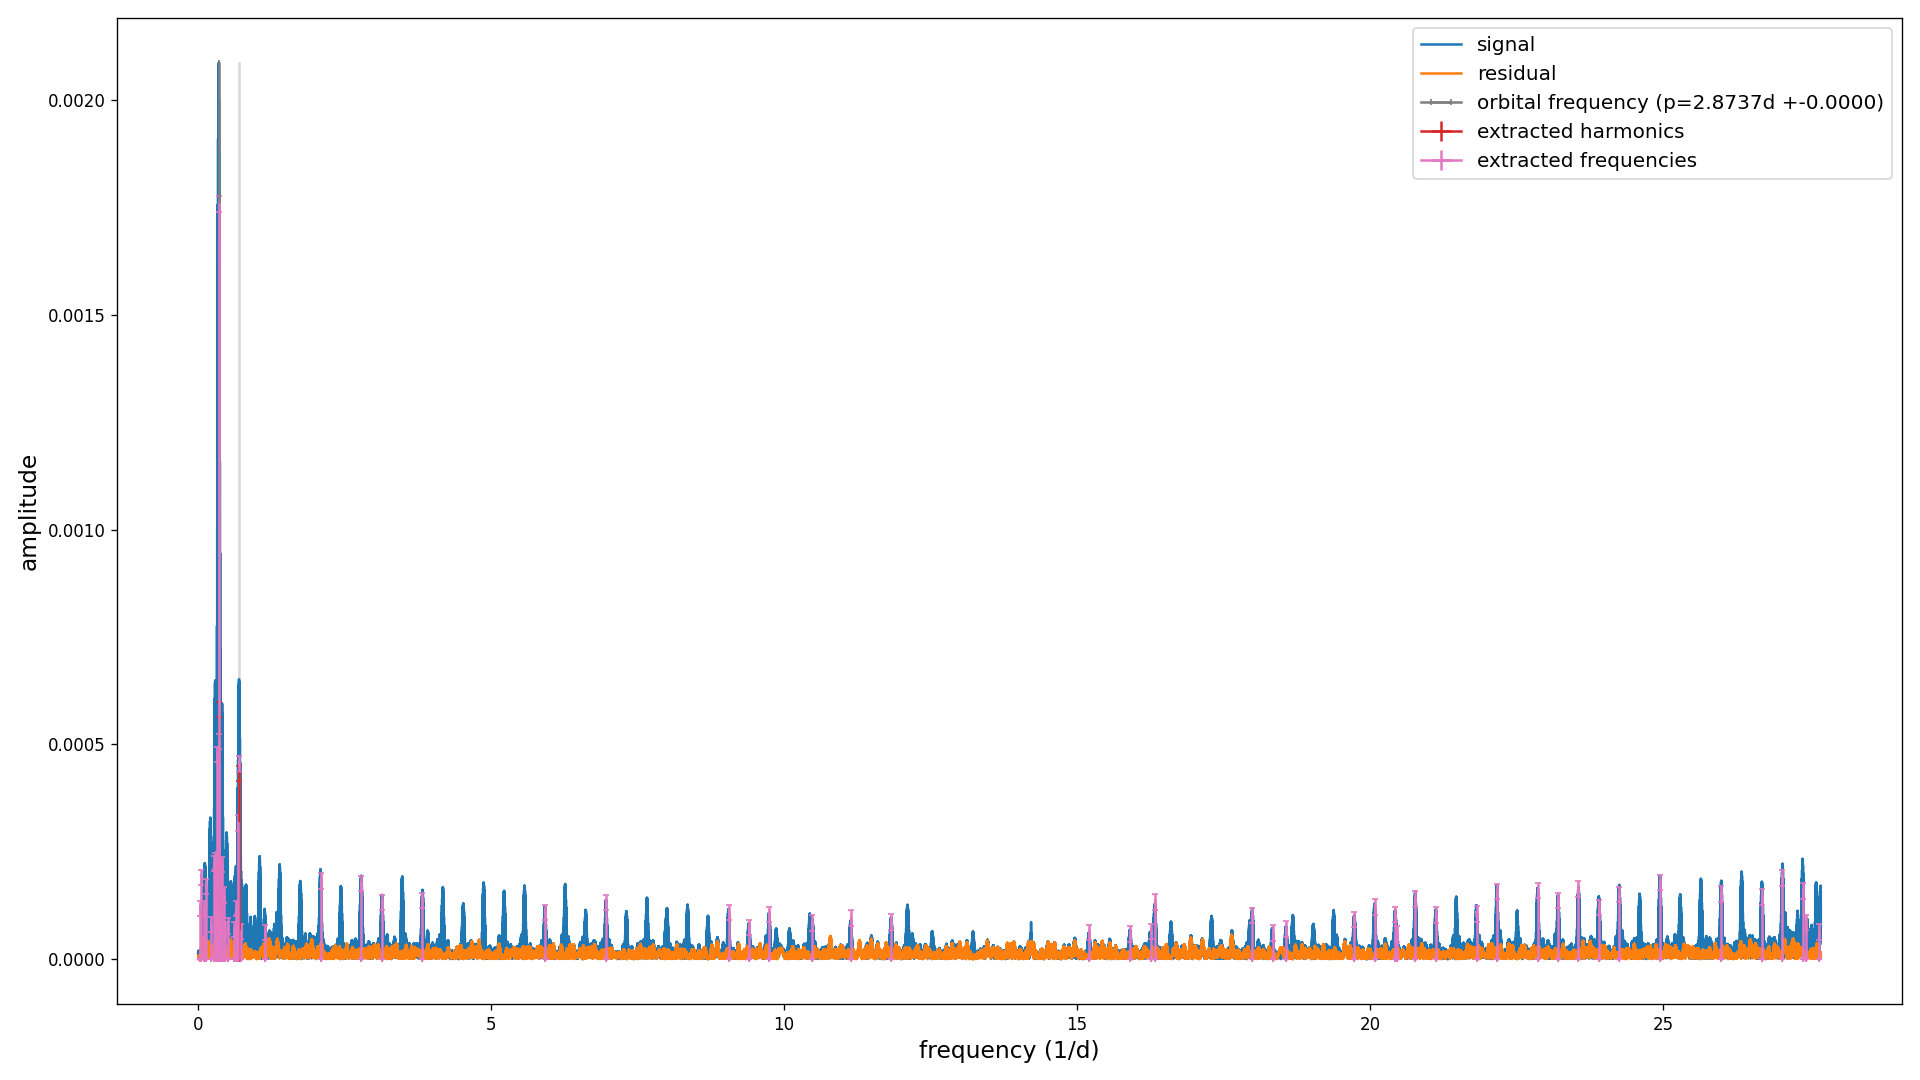 signal
residual
orbital frequency (p=2.8737d +-0.0000)
extracted harmonics
extracted frequencies
0.0020
0.0015
0.0010
0.0005
0.0000
amplitude
0 5 10 15 20 25
frequency (1/d)